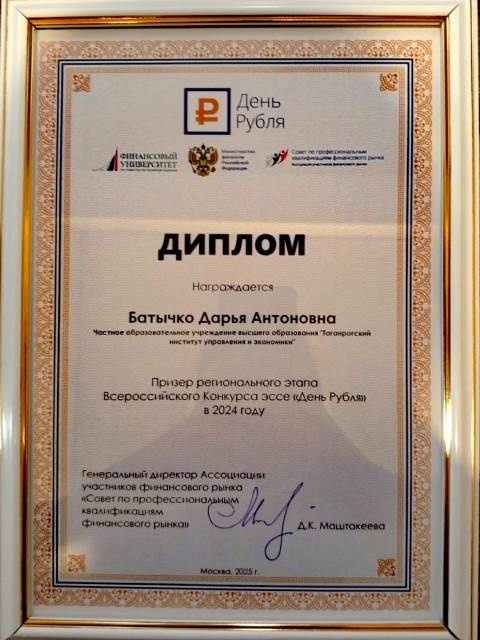 День
Рубля
ФИНАНСОВЫЙ
УНИВЕРСИТЕТ
Министерство
финансов
Российской
Федерации
Совет по профессиональным
квалификациям финансового рынка
ДИПЛОМ
Награждается
Батычко Дарья Антоновна
Частное образовательное учреждение высшего образования "Таганрогский
институт управления и экономики"
Призер регионального этапа
Всероссийского Конкурса эссе «День Рубля»
в 2024 году
Генеральный директор Ассоциации
участников финансового рынка
«Совет по профессиональным
квалификациям
финансового рынка»
Д.К. Маштакеева
Москва, 2025 г.